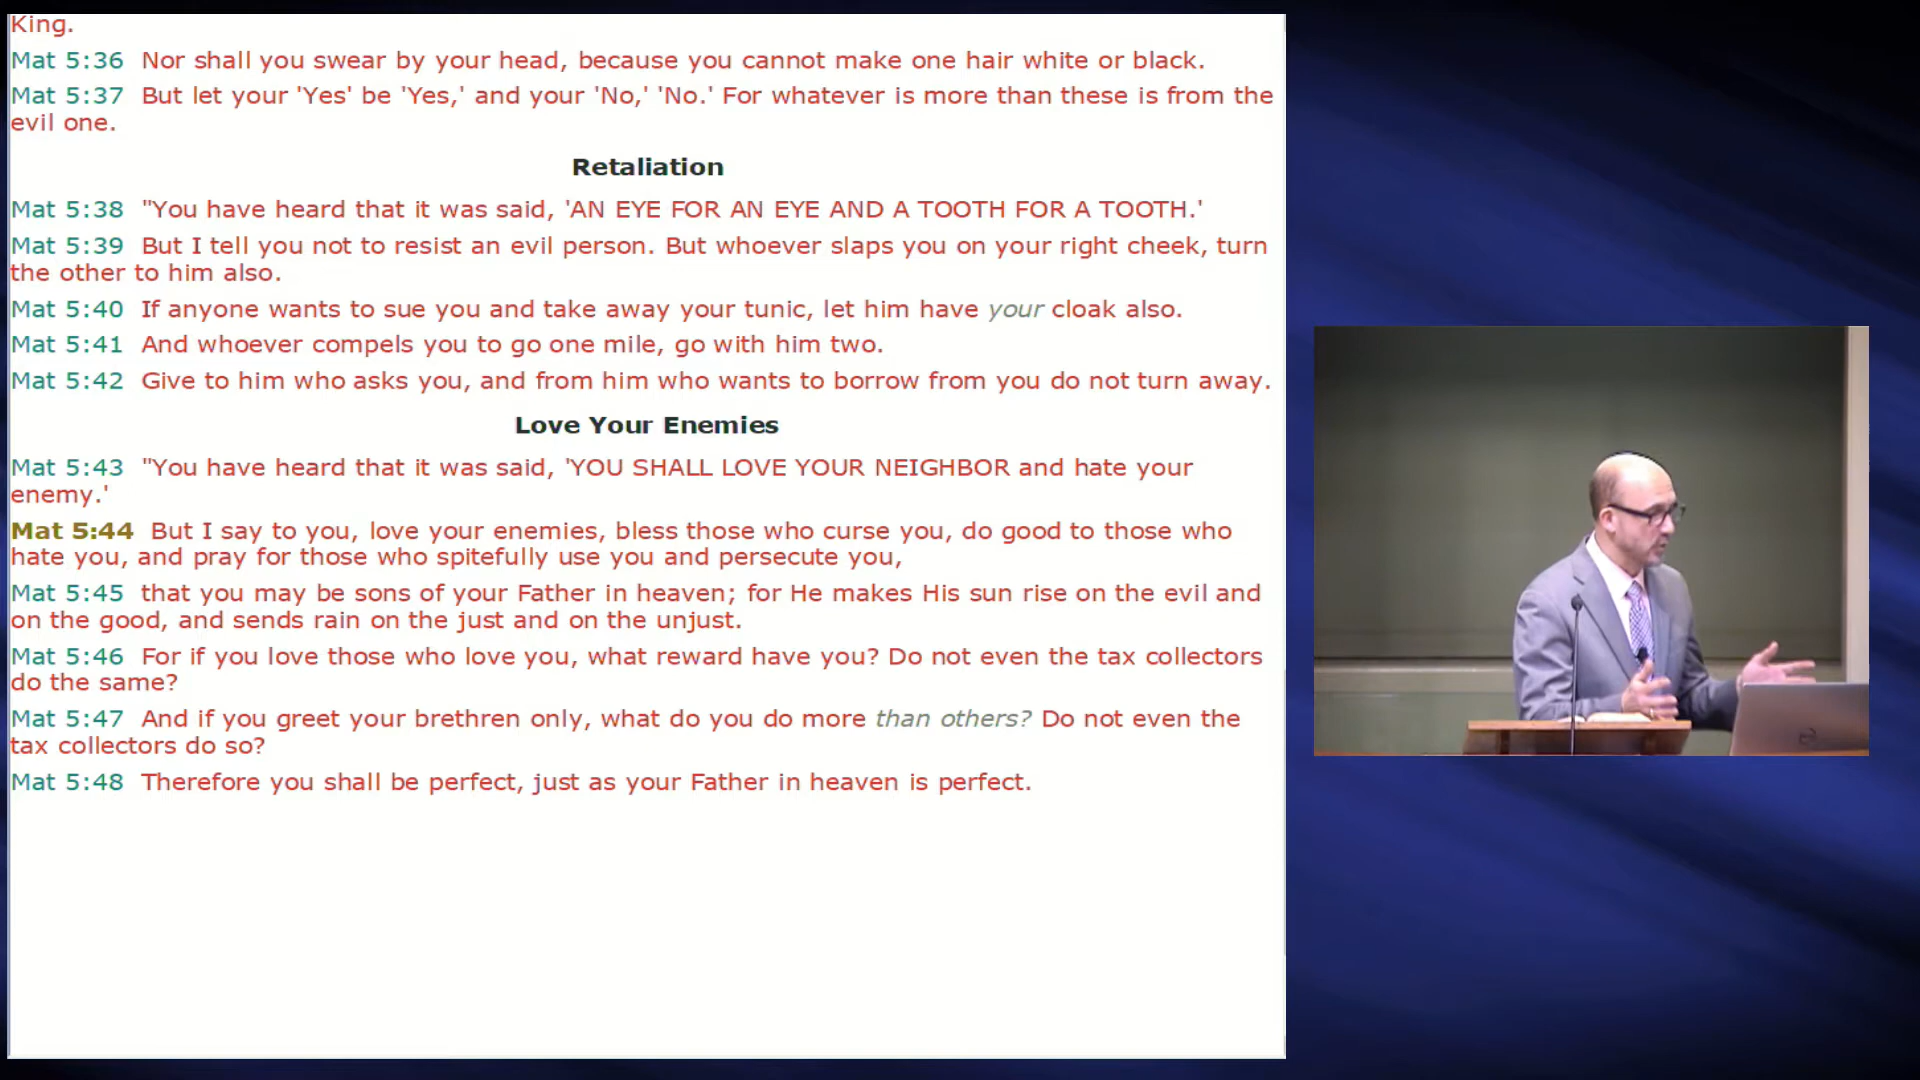 King.
Mat 5:36 Nor shall you swear by your head, because you cannot make one hair white or black.
Mat 5:37 But let your 'Yes' be 'Yes,' and your 'No,' 'No.' For whatever is more than these is from the
evil one.
Retaliation
Mat 5:38 "You have heard that it was said, 'AN EYE FOR AN EYE AND A TOOTH FOR A TOOTH.'
Mat 5:39 But I tell you not to resist an evil person. But whoever slaps you on your right cheek, turn
the other to him also.
Mat 5:40 If anyone wants to sue you and take away your tunic, let him have your cloak also.
Mat 5:41 And whoever compels you to go one mile, go with him two.
Mat 5:42 Give to him who asks you, and from him who wants to borrow from you do not turn away.
Love Your Enemies
Mat 5:43 "You have heard that it was said, 'YOU SHALL LOVE YOUR NEIGHBOR and hate your
enemy.'
Mat 5:44 But I say to you, love your enemies, bless those who curse you, do good to those who
hate you, and pray for those who spitefully use you and persecute you,
Mat 5:45 that you may be sons of your Father in heaven; for He makes His sun rise on the evil and
on the good, and sends rain on the just and on the unjust.
Mat 5:46 For if you love those who love you, what reward have you? Do not even the tax collectors
do the same?
Mat 5:47 And if you greet your brethren only, what do you do more than others? Do not even the
tax collectors do so?
Mat 5:48 Therefore you shall be perfect, just as your Father in heaven is perfect.